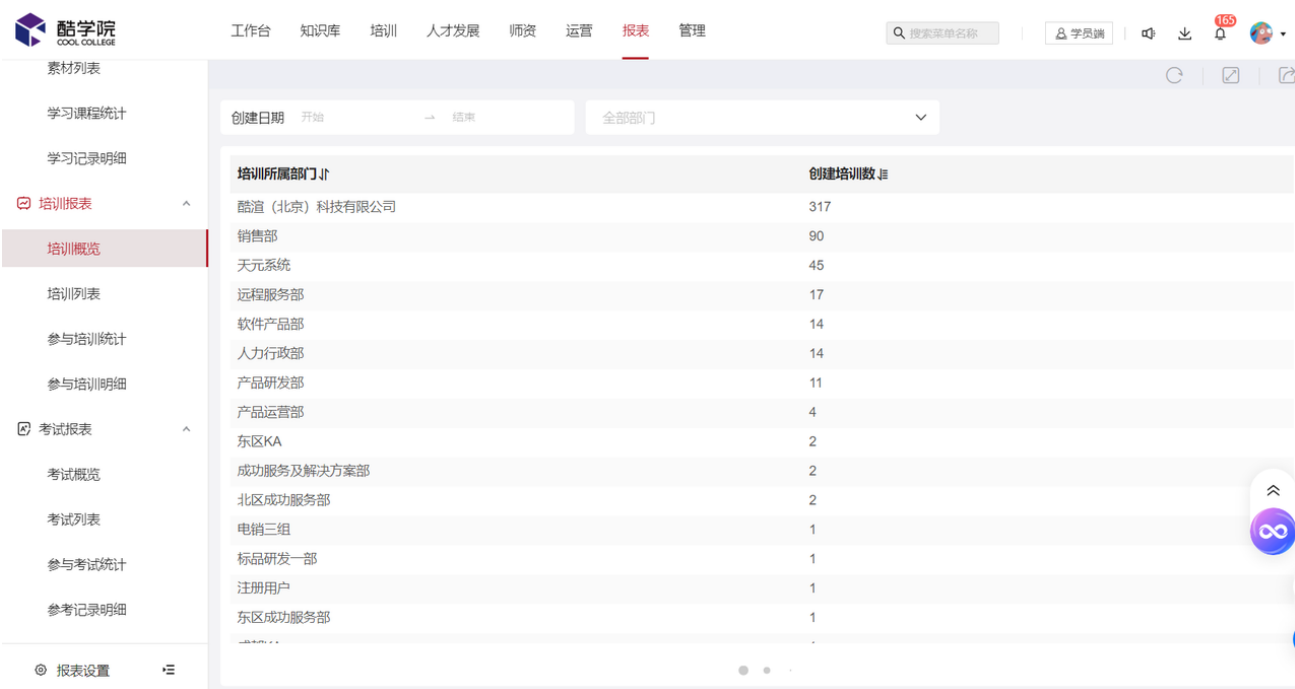 酷学院
COOL COLLEGE
工作台 知识库 培训 人才发展 师资 运营 报表 管理
搜索菜单名称
学员端
165
素材列表
学习课程统计
学习记录明细
培训报表
培训概览
培训列表
参与培训统计
参与培训明细
考试报表
考试概览
考试列表
参与考试统计
参考记录明细
报表设置
创建日期 开始 → 结束
全部部门
培训所属部门 创建培训数
酷渲（北京）科技有限公司 317
销售部 90
天元系统 45
远程服务部 17
软件产品部 14
人力行政部 14
产品研发部 11
产品运营部 4
东区KA 2
成功服务及解决方案部 2
北区成功服务部 2
电销三组 1
标品研发一部 1
注册用户 1
东区成功服务部 1